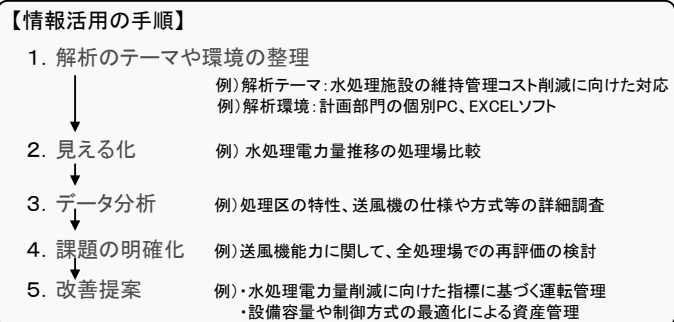 【情報活用の手順】
1. 解析のテーマや環境の整理
例）解析テーマ：水処理施設の維持管理コスト削減に向けた対応
例）解析環境：計画部門の個別PC、EXCELソフト
2. 見える化 例）水処理電力量推移の処理場比較
3. データ分析 例）処理区の特性、送風機の仕様や方式等の詳細調査
4. 課題の明確化 例）送風機能力に関して、全処理場での再評価の検討
5. 改善提案 例）・水処理電力量削減に向けた指標に基づく運転管理
・設備容量や制御方式の最適化による資産管理